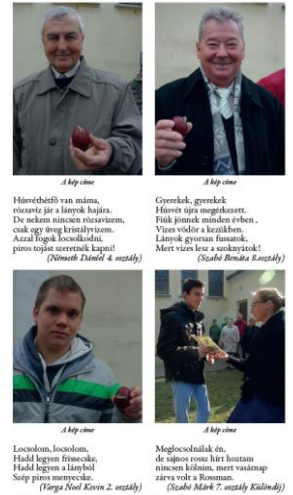 A kép címe
Húsvéthétfő van máma,
rózsavíz jár a lányok hajára.
De nekem nincsen rózsavizem,
csak egy üveg kristályvizem.
Azzal fogok locsolkodni,
piros tojást szeretnék kapni!
(Németh Dániel 4. osztály)
A kép címe
Gyerekek, gyerekek
Húsvét újra megérkezett.
Fiúk jönnek minden évben ,
Vizes vödör a kezükben.
Lányok gyorsan fussatok,
Mert vizes lesz a szoknyátok!
(Szabó Benáta 8.osztály)
A kép címe
Locsolom, locsolom,
Hadd legyen frissecske,
Hadd legyen a lányból
Szép piros menyecske.
(Varga Noel Kevin 2. osztály)
A kép címe
Meglocsolnálak én,
de sajnos rossz hírt hoztam
nincsen kölnim, mert vasárnap
zárva volt a Rossman.
(Szabó Márk 7. osztály Különdíj)